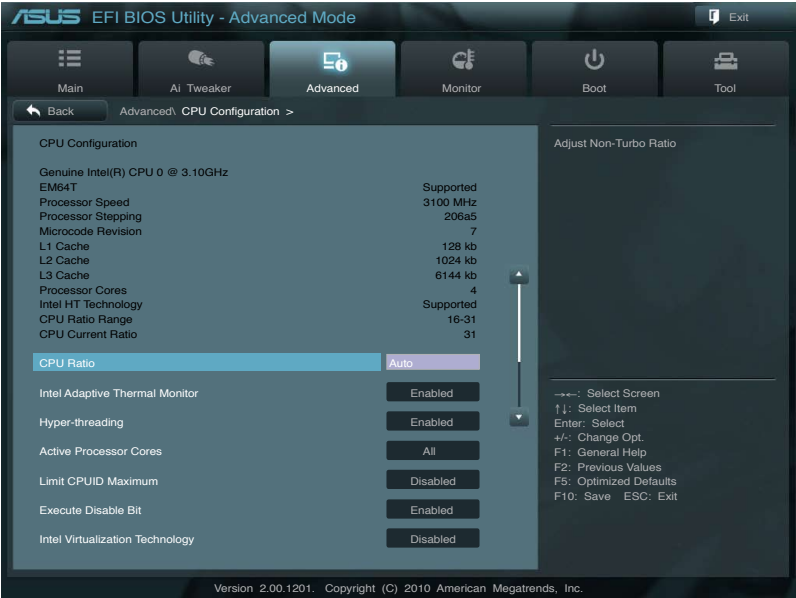 ASUS EFI BIOS Utility - Advanced Mode
Exit
Main
Ai Tweaker
Advanced
Monitor
Boot
Tool
Back
Advanced\ CPU Configuration >
CPU Configuration
Genuine Intel(R) CPU 0 @ 3.10GHz
EM64T Supported
Processor Speed 3100 MHz
Processor Stepping 206a5
Microcode Revision 7
L1 Cache 128 kb
L2 Cache 1024 kb
L3 Cache 6144 kb
Processor Cores 4
Intel HT Technology Supported
CPU Ratio Range 16-31
CPU Current Ratio 31
CPU Ratio Auto
Intel Adaptive Thermal Monitor Enabled
Hyper-threading Enabled
Active Processor Cores All
Limit CPUID Maximum Disabled
Execute Disable Bit Enabled
Intel Virtualization Technology Disabled
Adjust Non-Turbo Ratio
→←: Select Screen
↑↓: Select Item
Enter: Select
+/-: Change Opt.
F1: General Help
F2: Previous Values
F5: Optimized Defaults
F10: Save ESC: Exit
Version 2.00.1201. Copyright (C) 2010 American Megatrends, Inc.